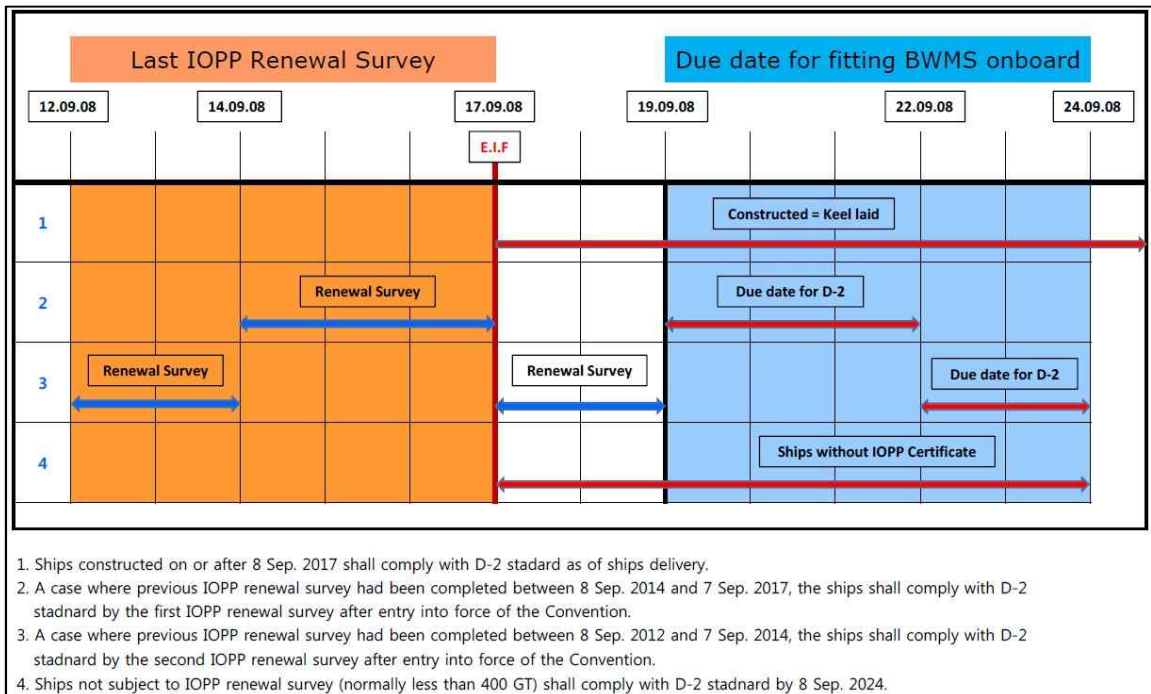 Last IOPP Renewal Survey
Due date for fitting BWMS onboard
12.09.08
14.09.08
17.09.08
19.09.08
22.09.08
24.09.08
E.I.F
1
Constructed = Keel laid
2
Renewal Survey
Due date for D-2
3
Renewal Survey
Renewal Survey
Due date for D-2
4
Ships without IOPP Certificate
1. Ships constructed on or after 8 Sep. 2017 shall comply with D-2 stadard as of ships delivery.
2. A case where previous IOPP renewal survey had been completed between 8 Sep. 2014 and 7 Sep. 2017, the ships shall comply with D-2
stadnard by the first IOPP renewal survey after entry into force of the Convention.
3. A case where previous IOPP renewal survey had been completed between 8 Sep. 2012 and 7 Sep. 2014, the ships shall comply with D-2
stadnard by the second IOPP renewal survey after entry into force of the Convention.
4. Ships not subject to IOPP renewal survey (normally less than 400 GT) shall comply with D-2 stadnard by 8 Sep. 2024.